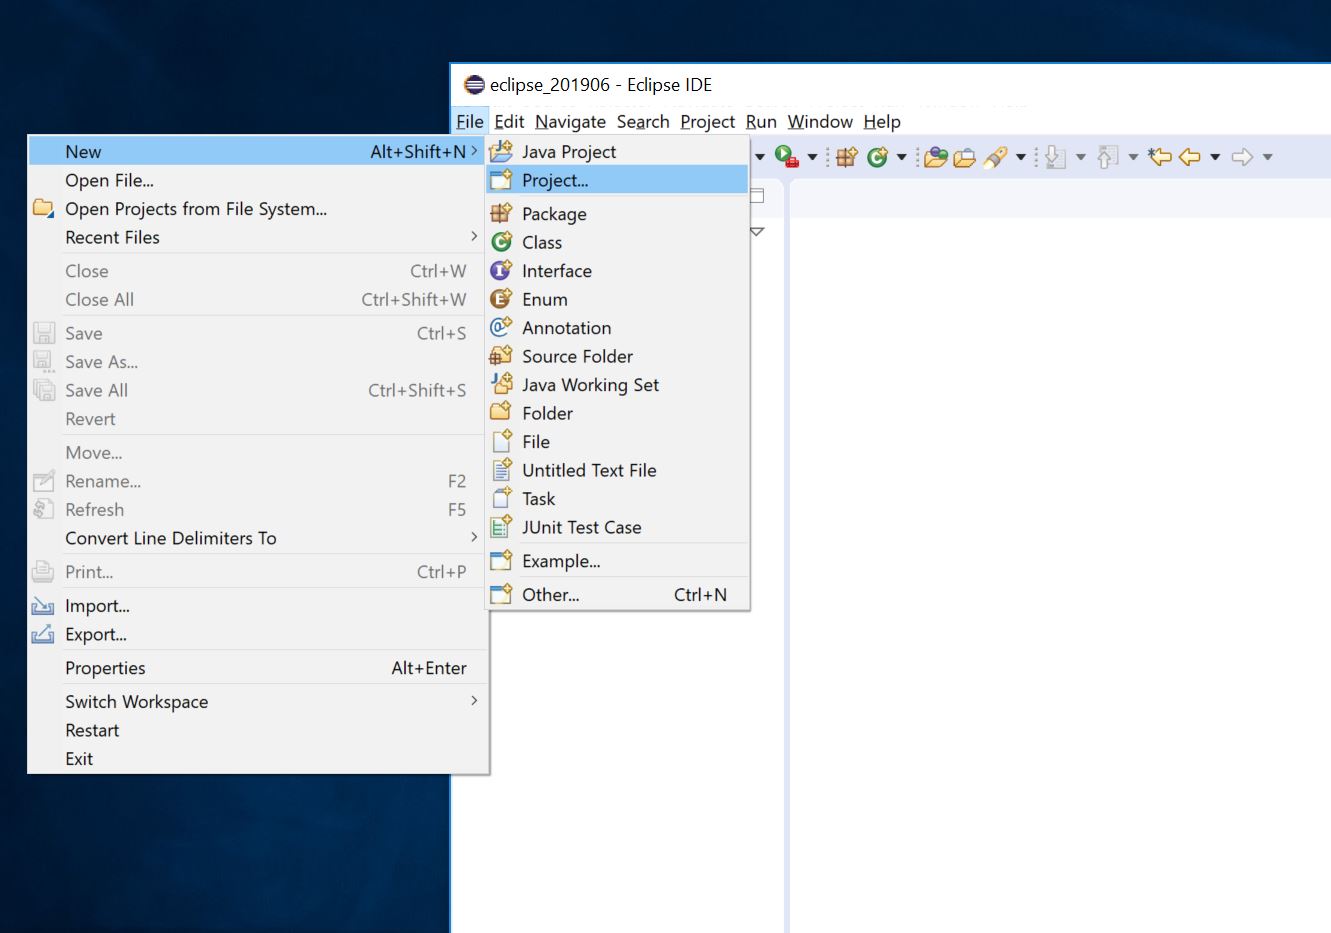 eclipse_201906 - Eclipse IDE
File Edit Navigate Search Project Run Window Help
New Alt+Shift+N
Open File...
Open Projects from File System...
Recent Files
Close Ctrl+W
Close All Ctrl+Shift+W
Save Ctrl+S
Save As...
Save All Ctrl+Shift+S
Revert
Move...
Rename... F2
Refresh F5
Convert Line Delimiters To
Print... Ctrl+P
Import...
Export...
Properties Alt+Enter
Switch Workspace
Restart
Exit
Java Project
Project...
Package
Class
Interface
Enum
Annotation
Source Folder
Java Working Set
Folder
File
Untitled Text File
Task
JUnit Test Case
Example...
Other... Ctrl+N